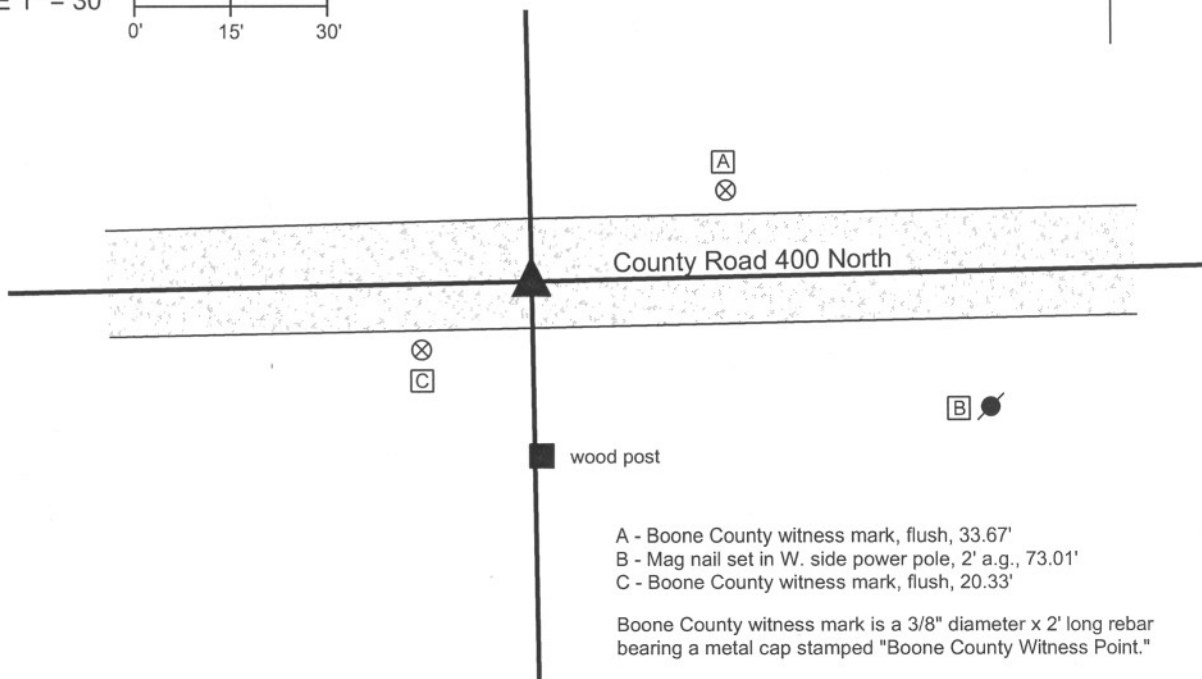 E 1" = 30'
0' 15' 30'
A
County Road 400 North
C
B
wood post
A - Boone County witness mark, flush, 33.67'
B - Mag nail set in W. side power pole, 2' a.g., 73.01'
C - Boone County witness mark, flush, 20.33'
Boone County witness mark is a 3/8" diameter x 2' long rebar
bearing a metal cap stamped "Boone County Witness Point."